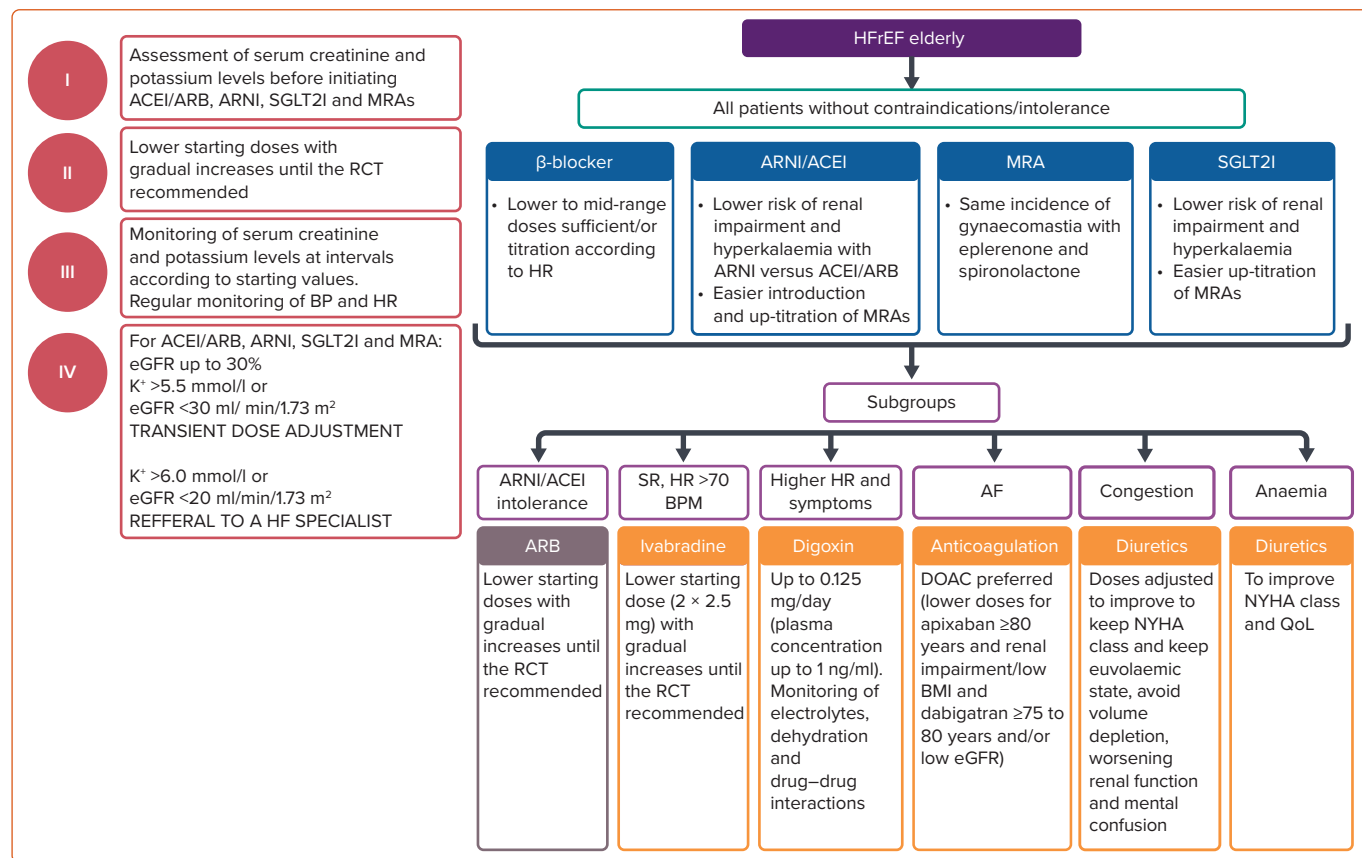 I
Assessment of serum creatinine and
potassium levels before initiating
ACEI/ARB, ARNI, SGLT2I and MRAs
II
Lower starting doses with
gradual increases until the RCT
recommended
III
Monitoring of serum creatinine
and potassium levels at intervals
according to starting values.
Regular monitoring of BP and HR
IV
For ACEI/ARB, ARNI, SGLT2I and MRA:
eGFR up to 30%
K⁺ >5.5 mmol/l or
eGFR <30 ml/ min/1.73 m²
TRANSIENT DOSE ADJUSTMENT
K⁺ >6.0 mmol/l or
eGFR <20 ml/min/1.73 m²
REFFERAL TO A HF SPECIALIST
HFrEF elderly
All patients without contraindications/intolerance
β-blocker
• Lower to mid-range
doses sufficient/or
titration according
to HR
ARNI/ACEI
• Lower risk of renal
impairment and
hyperkalaemia with
ARNI versus ACEI/ARB
• Easier introduction
and up-titration of MRAs
MRA
• Same incidence of
gynaecomastia with
eplerenone and
spironolactone
SGLT2I
• Lower risk of renal
impairment and
hyperkalaemia
• Easier up-titration
of MRAs
Subgroups
ARNI/ACEI
intolerance
ARB
Lower starting
doses with
gradual
increases until
the RCT
recommended
SR, HR >70
BPM
Ivabradine
Lower starting
dose (2 × 2.5
mg) with
gradual
increases until
the RCT
recommended
Higher HR and
symptoms
Digoxin
Up to 0.125
mg/day
(plasma
concentration
up to 1 ng/ml).
Monitoring of
electrolytes,
dehydration
and
drug–drug
interactions
AF
Anticoagulation
DOAC preferred
(lower doses for
apixaban ≥80
years and renal
impairment/low
BMI and
dabigatran ≥75 to
80 years and/or
low eGFR)
Congestion
Diuretics
Doses adjusted
to improve to
keep NYHA
class and keep
euvolaemic
state, avoid
volume
depletion,
worsening
renal function
and mental
confusion
Anaemia
Diuretics
To improve
NYHA class
and QoL